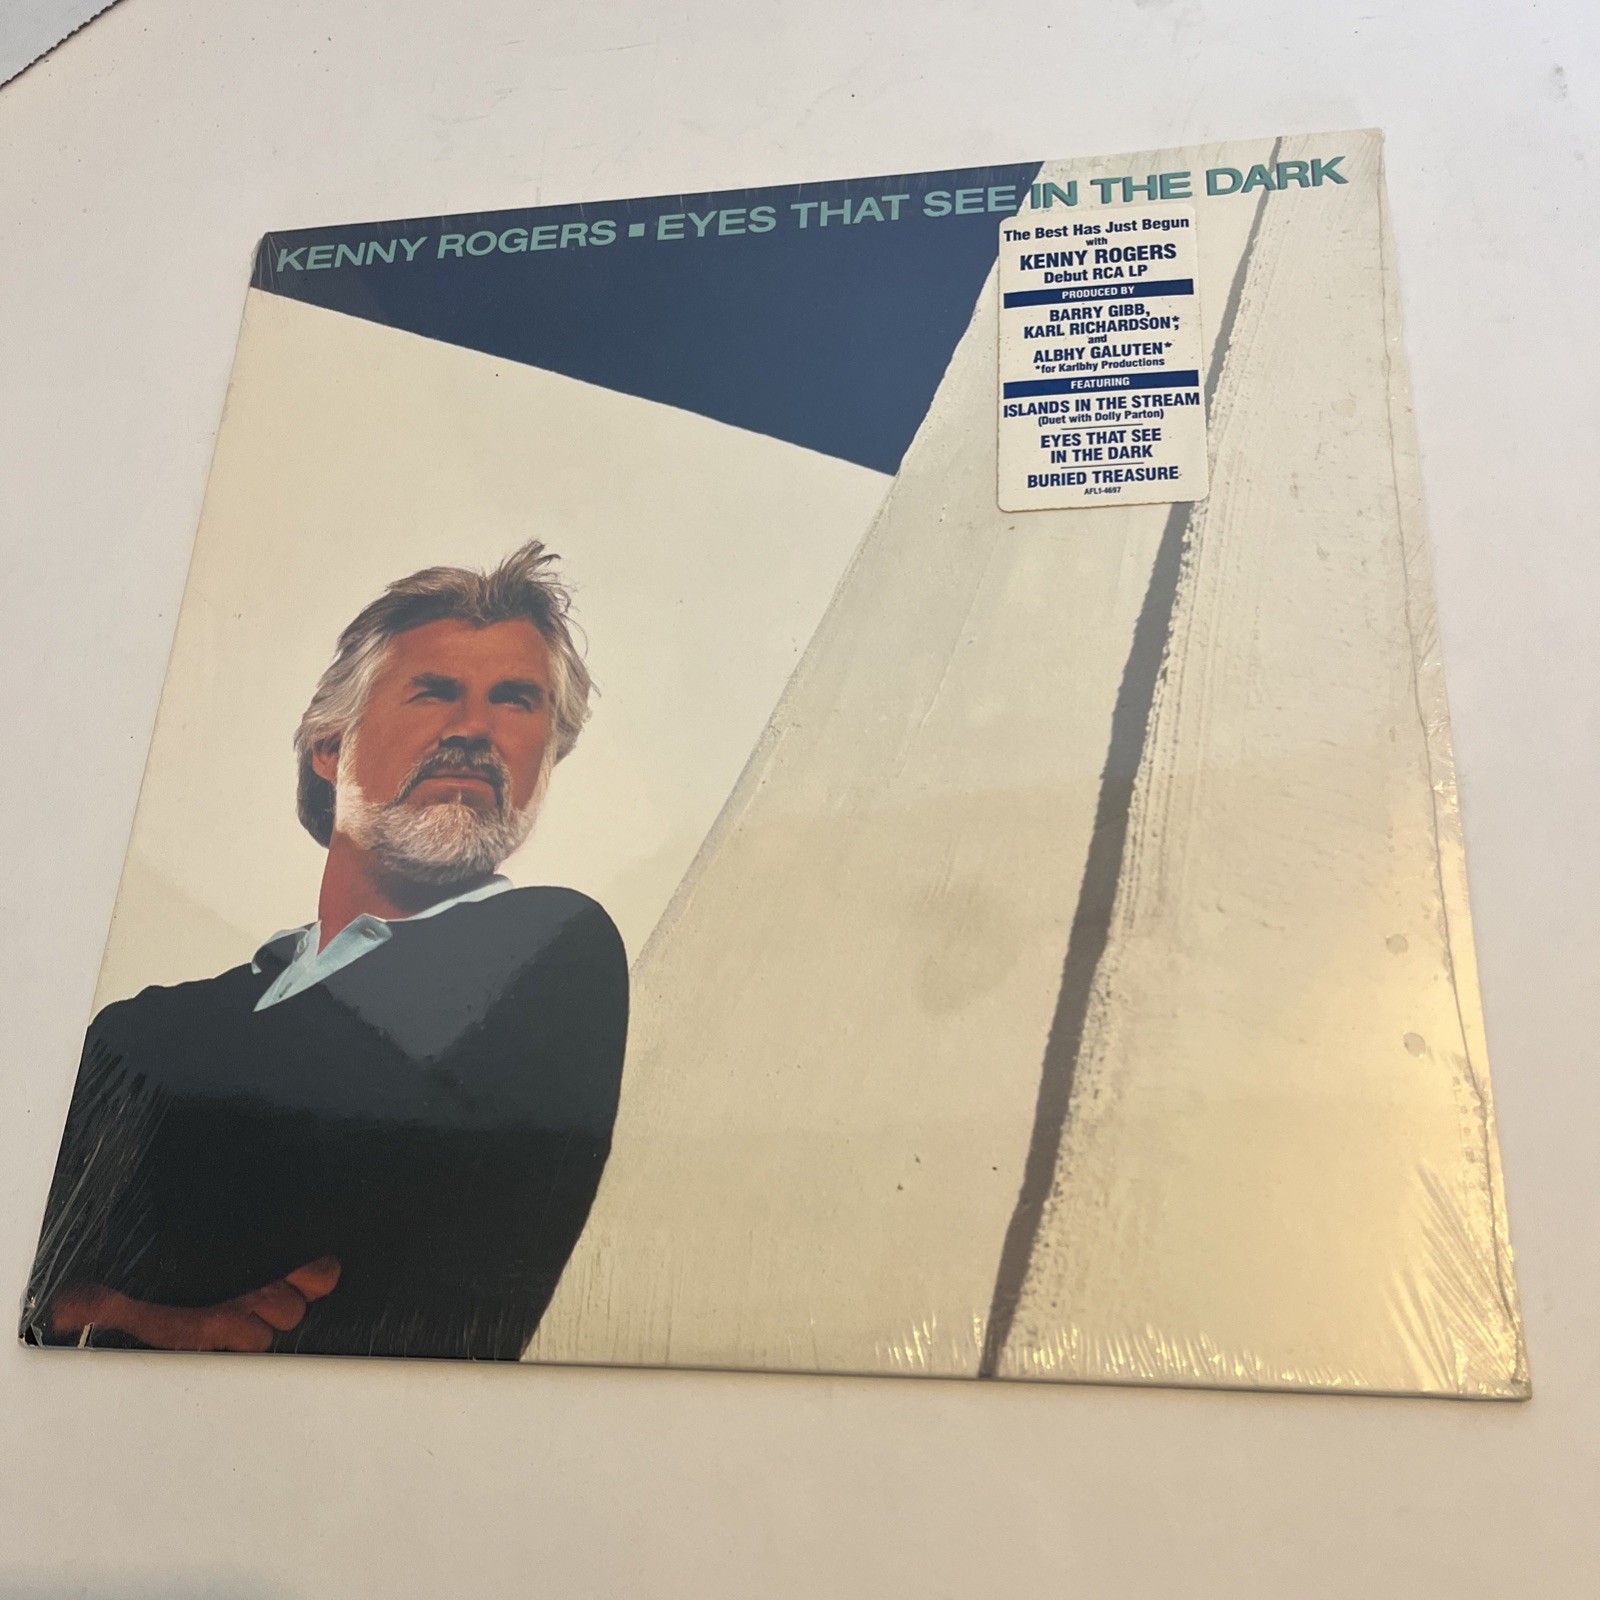 KENNY ROGERS ▪ EYES THAT SEE IN THE DARK
The Best Has Just Begun
with
KENNY ROGERS
Debut RCA LP
PRODUCED BY
BARRY GIBB,
KARL RICHARDSON*,
and
ALBHY GALUTEN*
*for Karlbhy Productions
FEATURING
ISLANDS IN THE STREAM
(Duet with Dolly Parton)
EYES THAT SEE
IN THE DARK
BURIED TREASURE
AFL1-4697